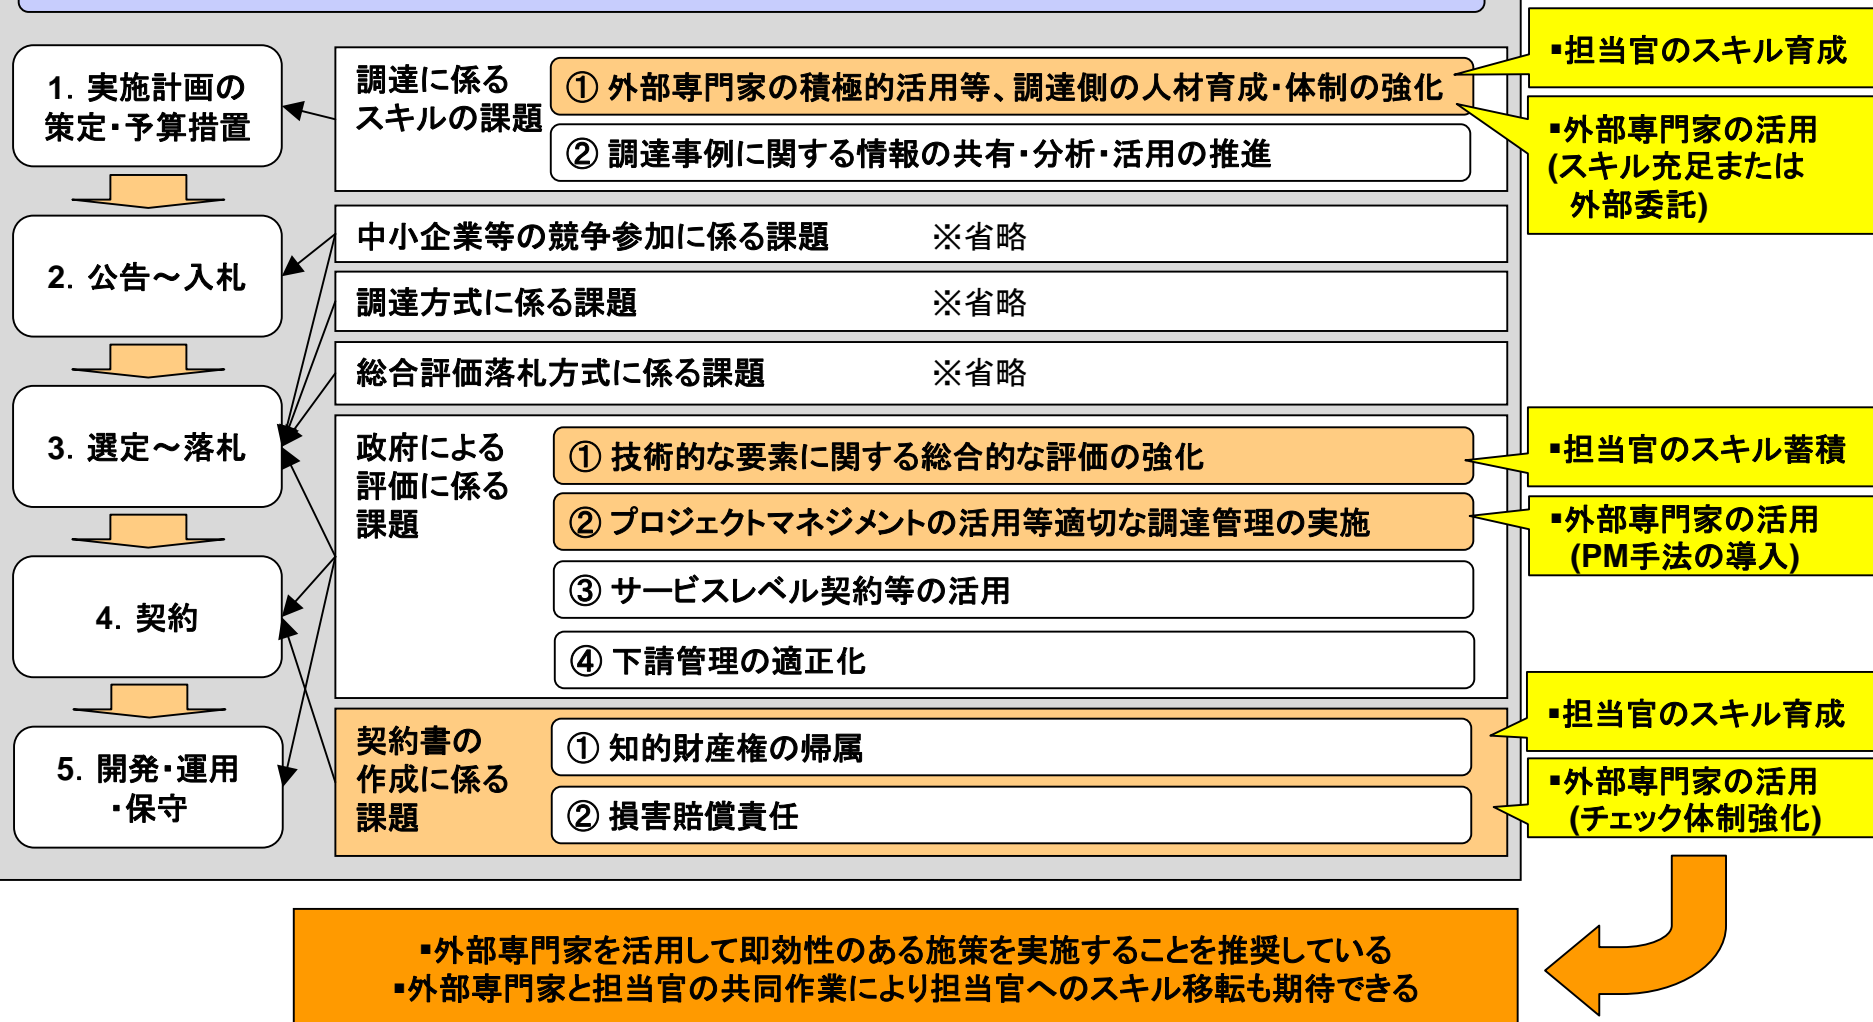 1. 実施計画の
策定・予算措置
2. 公告～入札
3. 選定～落札
4. 契約
5. 開発・運用
・保守
調達に係る
スキルの課題
① 外部専門家の積極的活用等、調達側の人材育成・体制の強化
② 調達事例に関する情報の共有・分析・活用の推進
中小企業等の競争参加に係る課題 ※省略
調達方式に係る課題 ※省略
総合評価落札方式に係る課題 ※省略
政府による
評価に係る
課題
① 技術的な要素に関する総合的な評価の強化
② プロジェクトマネジメントの活用等適切な調達管理の実施
③ サービスレベル契約等の活用
④ 下請管理の適正化
契約書の
作成に係る
課題
① 知的財産権の帰属
② 損害賠償責任
▪担当官のスキル育成
▪外部専門家の活用
(スキル充足または
外部委託)
▪担当官のスキル蓄積
▪外部専門家の活用
(PM手法の導入)
▪担当官のスキル育成
▪外部専門家の活用
(チェック体制強化)
▪外部専門家を活用して即効性のある施策を実施することを推奨している
▪外部専門家と担当官の共同作業により担当官へのスキル移転も期待できる